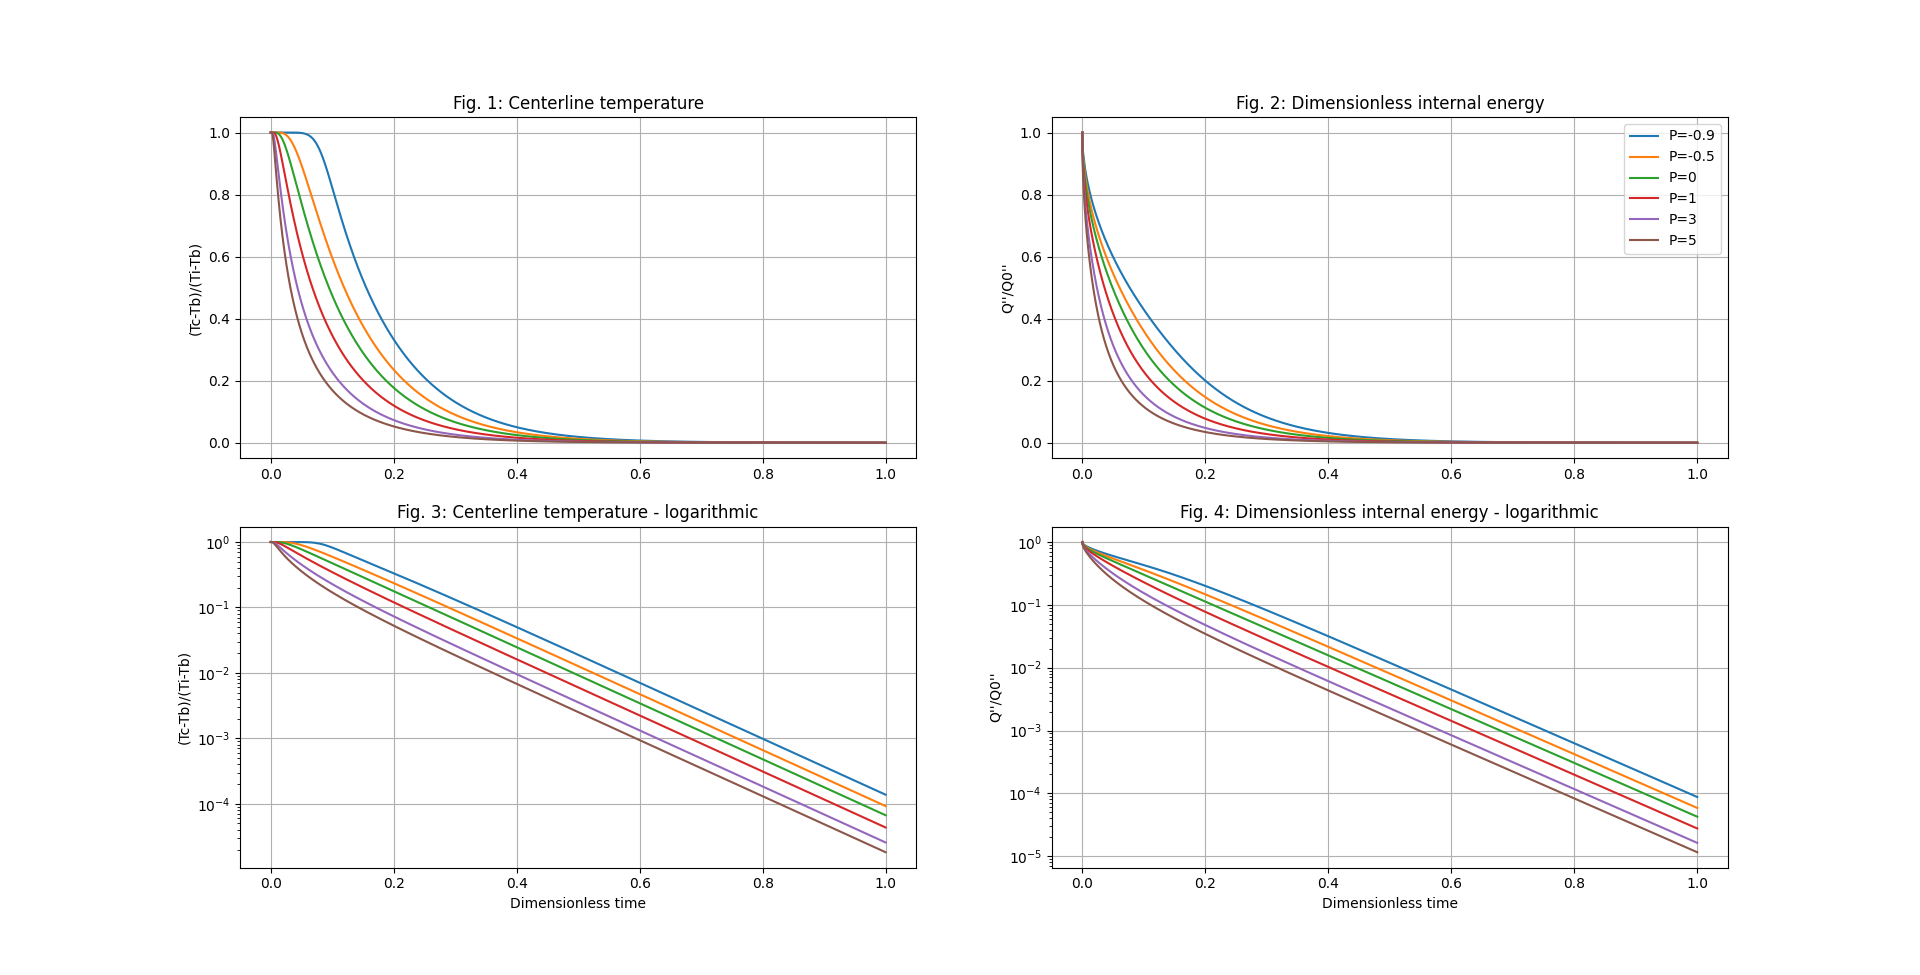 Fig. 1: Centerline temperature
(Tc-Tb)/(Ti-Tb)
1.0
0.8
0.6
0.4
0.2
0.0
0.0 0.2 0.4 0.6 0.8 1.0
Fig. 2: Dimensionless internal energy
Q''/Q0''
1.0
0.8
0.6
0.4
0.2
0.0
0.0 0.2 0.4 0.6 0.8 1.0
P=-0.9
P=-0.5
P=0
P=1
P=3
P=5
Fig. 3: Centerline temperature - logarithmic
(Tc-Tb)/(Ti-Tb)
10⁰
10⁻¹
10⁻²
10⁻³
10⁻⁴
0.0 0.2 0.4 0.6 0.8 1.0
Dimensionless time
Fig. 4: Dimensionless internal energy - logarithmic
Q''/Q0''
10⁰
10⁻¹
10⁻²
10⁻³
10⁻⁴
10⁻⁵
0.0 0.2 0.4 0.6 0.8 1.0
Dimensionless time